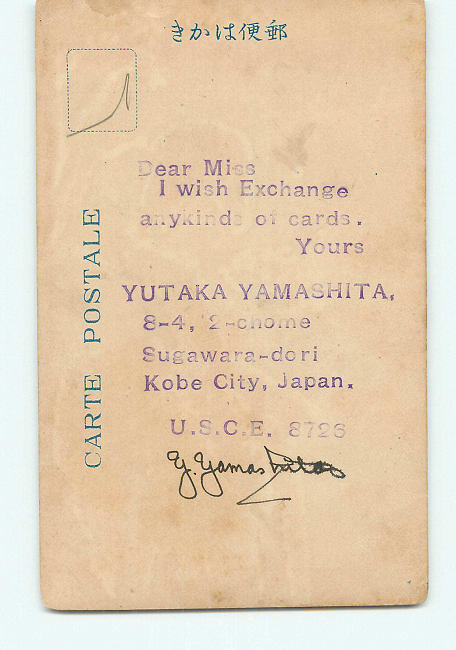 きかは便郵
CARTE POSTALE
Dear Miss
I wish Exchange
anykinds of cards.
Yours
YUTAKA YAMASHITA,
8-4, 2-chome
Sugawara-dori
Kobe City, Japan.
U.S.C.E. 8726
Y. Yamashita